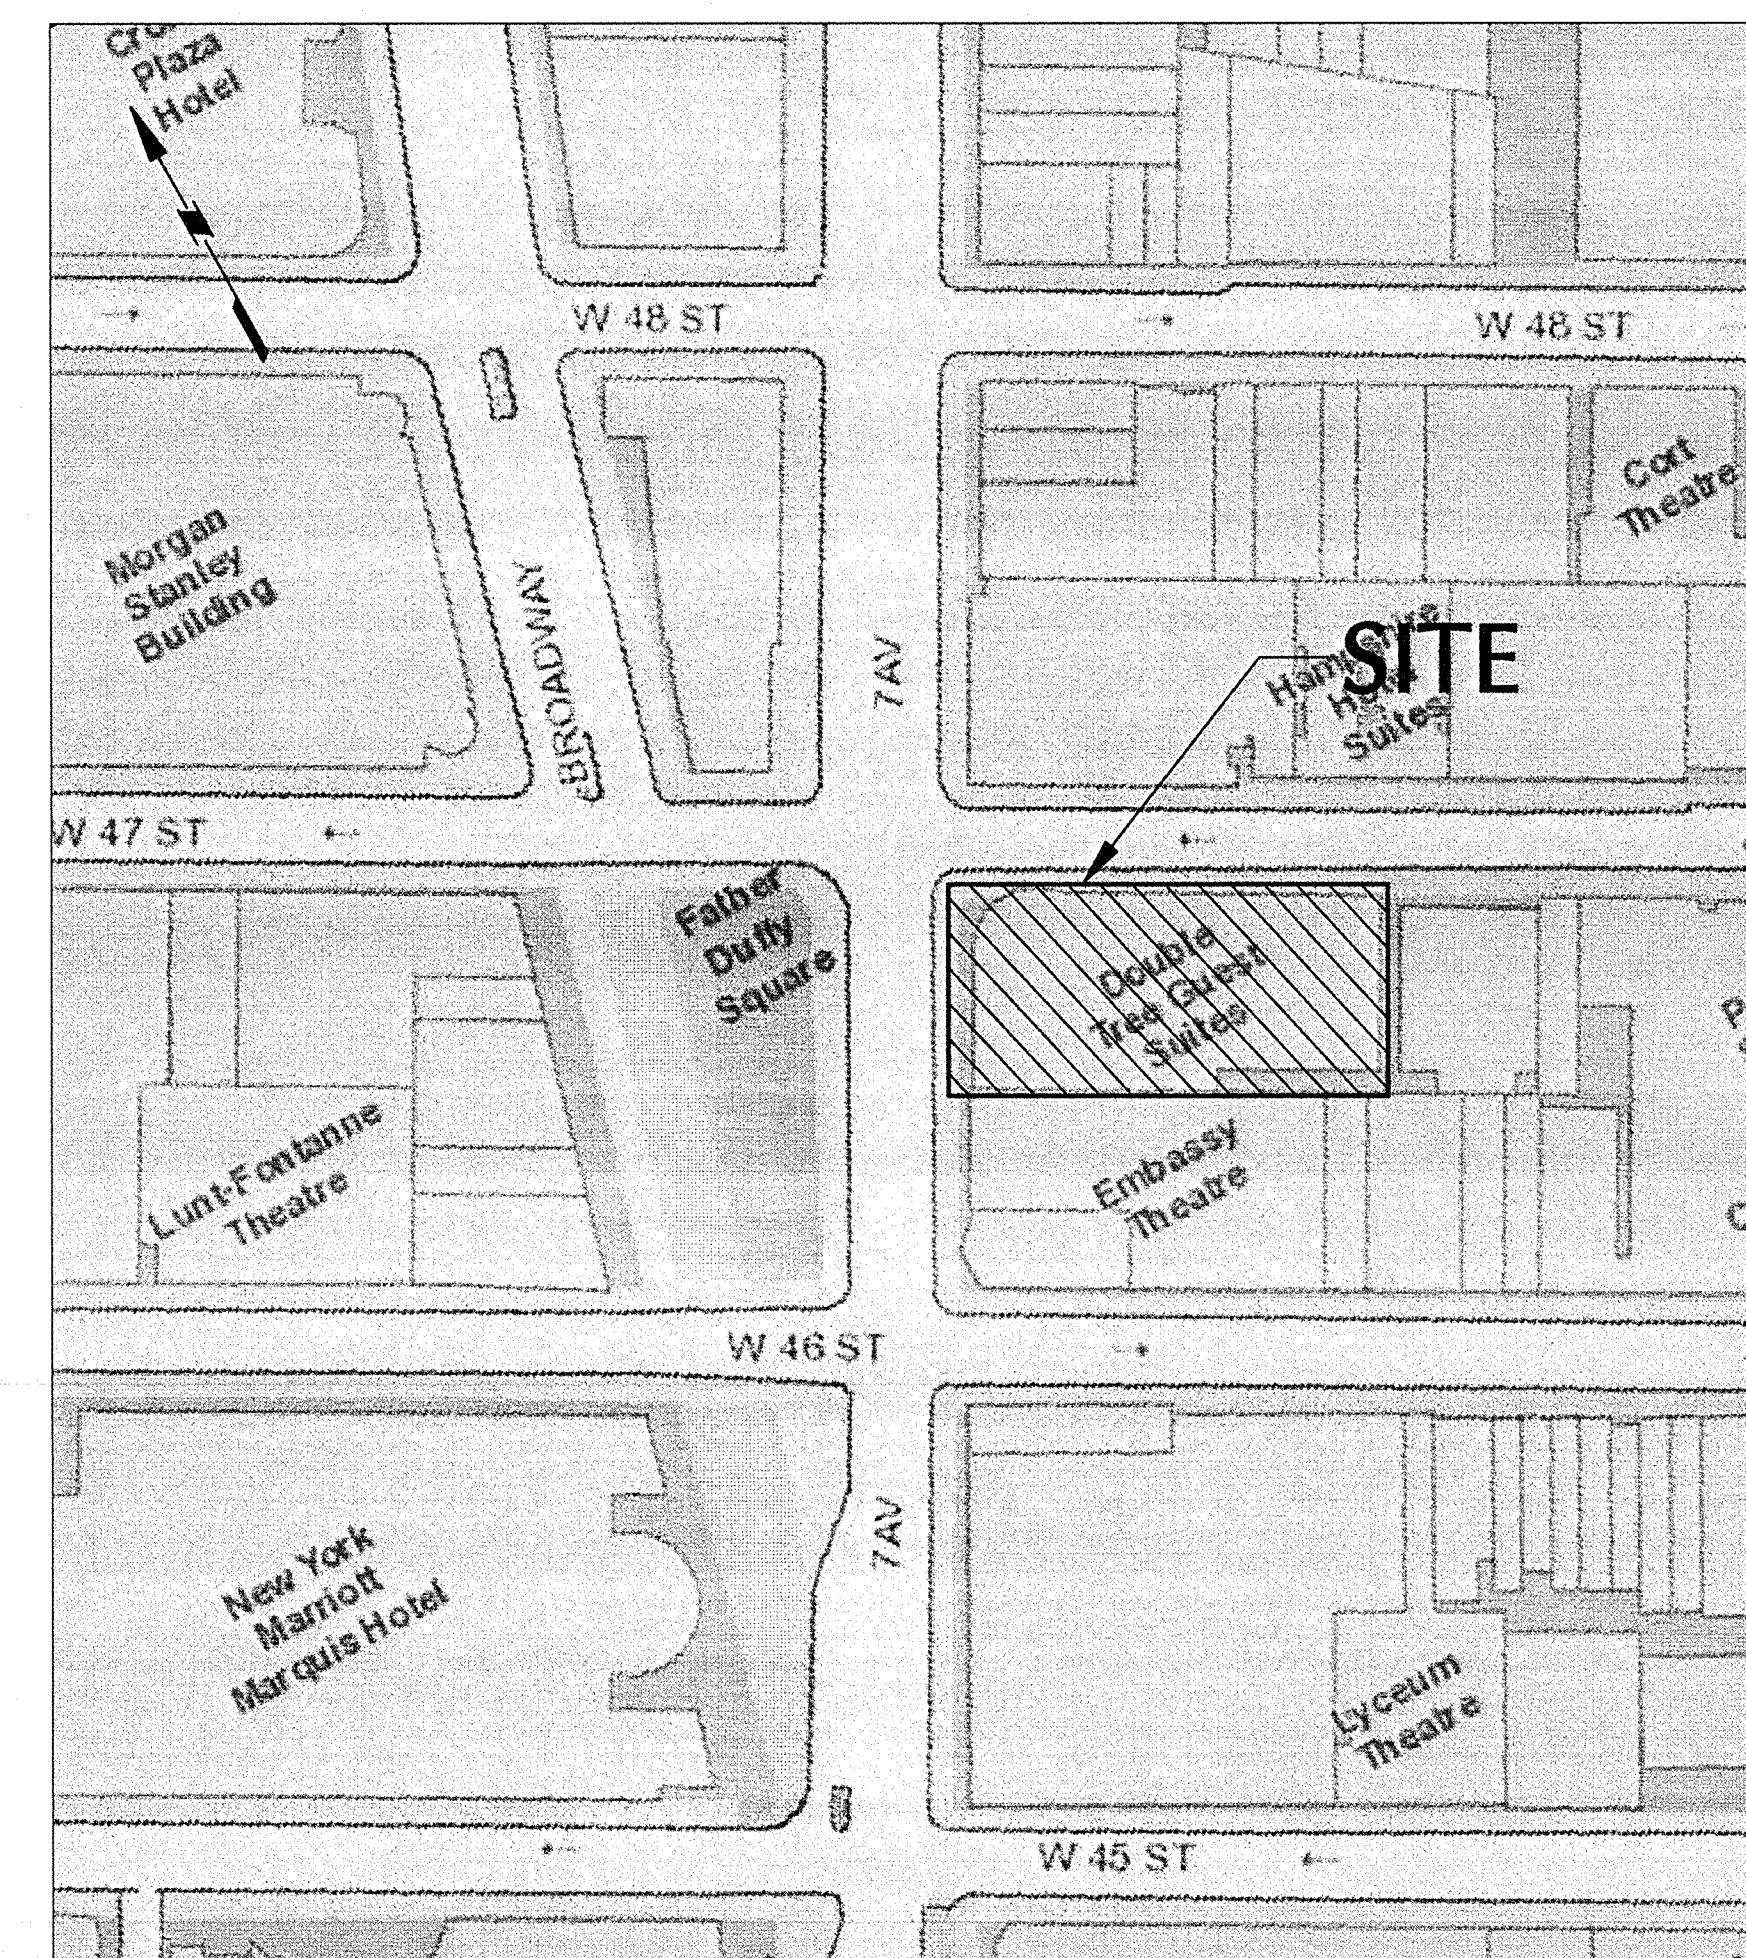 Plaza
Hotel
W 48 ST
W 48 ST
Cort
Theatre
Morgan
Stanley
Building
BROADWAY
7 AV
SITE
Suites
W 47 ST
Father
Duffy
Square
Double
Tree Guest
Suites
Lunt-Fontanne
Theatre
Embassy
Theatre
W 46 ST
New York
Marriott
Marquis Hotel
7 AV
Lyceum
Theatre
W 45 ST